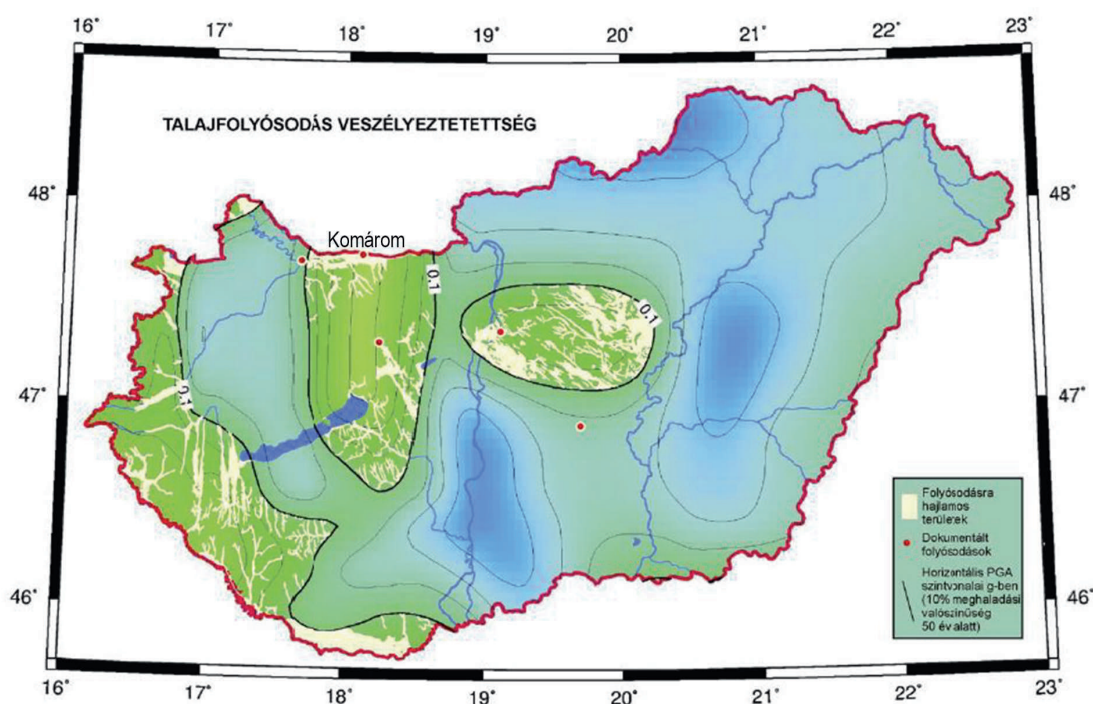 16° 17° 18° 19° 20° 21° 22° 23°
TALAJFOLYÓSODÁS VESZÉLYEZTETETTSÉG
48° 48°
Komárom
0.1
0.1
0.1
47° 47°
Folyósodásra
hajlamos
területek
Dokumentált
folyósodások
Horizontális PGA
színtvonalai g-ben
(10% meghaladási
valószínűség
50 év alatt)
46° 46°
16° 17° 18° 19° 20° 21° 22° 23°